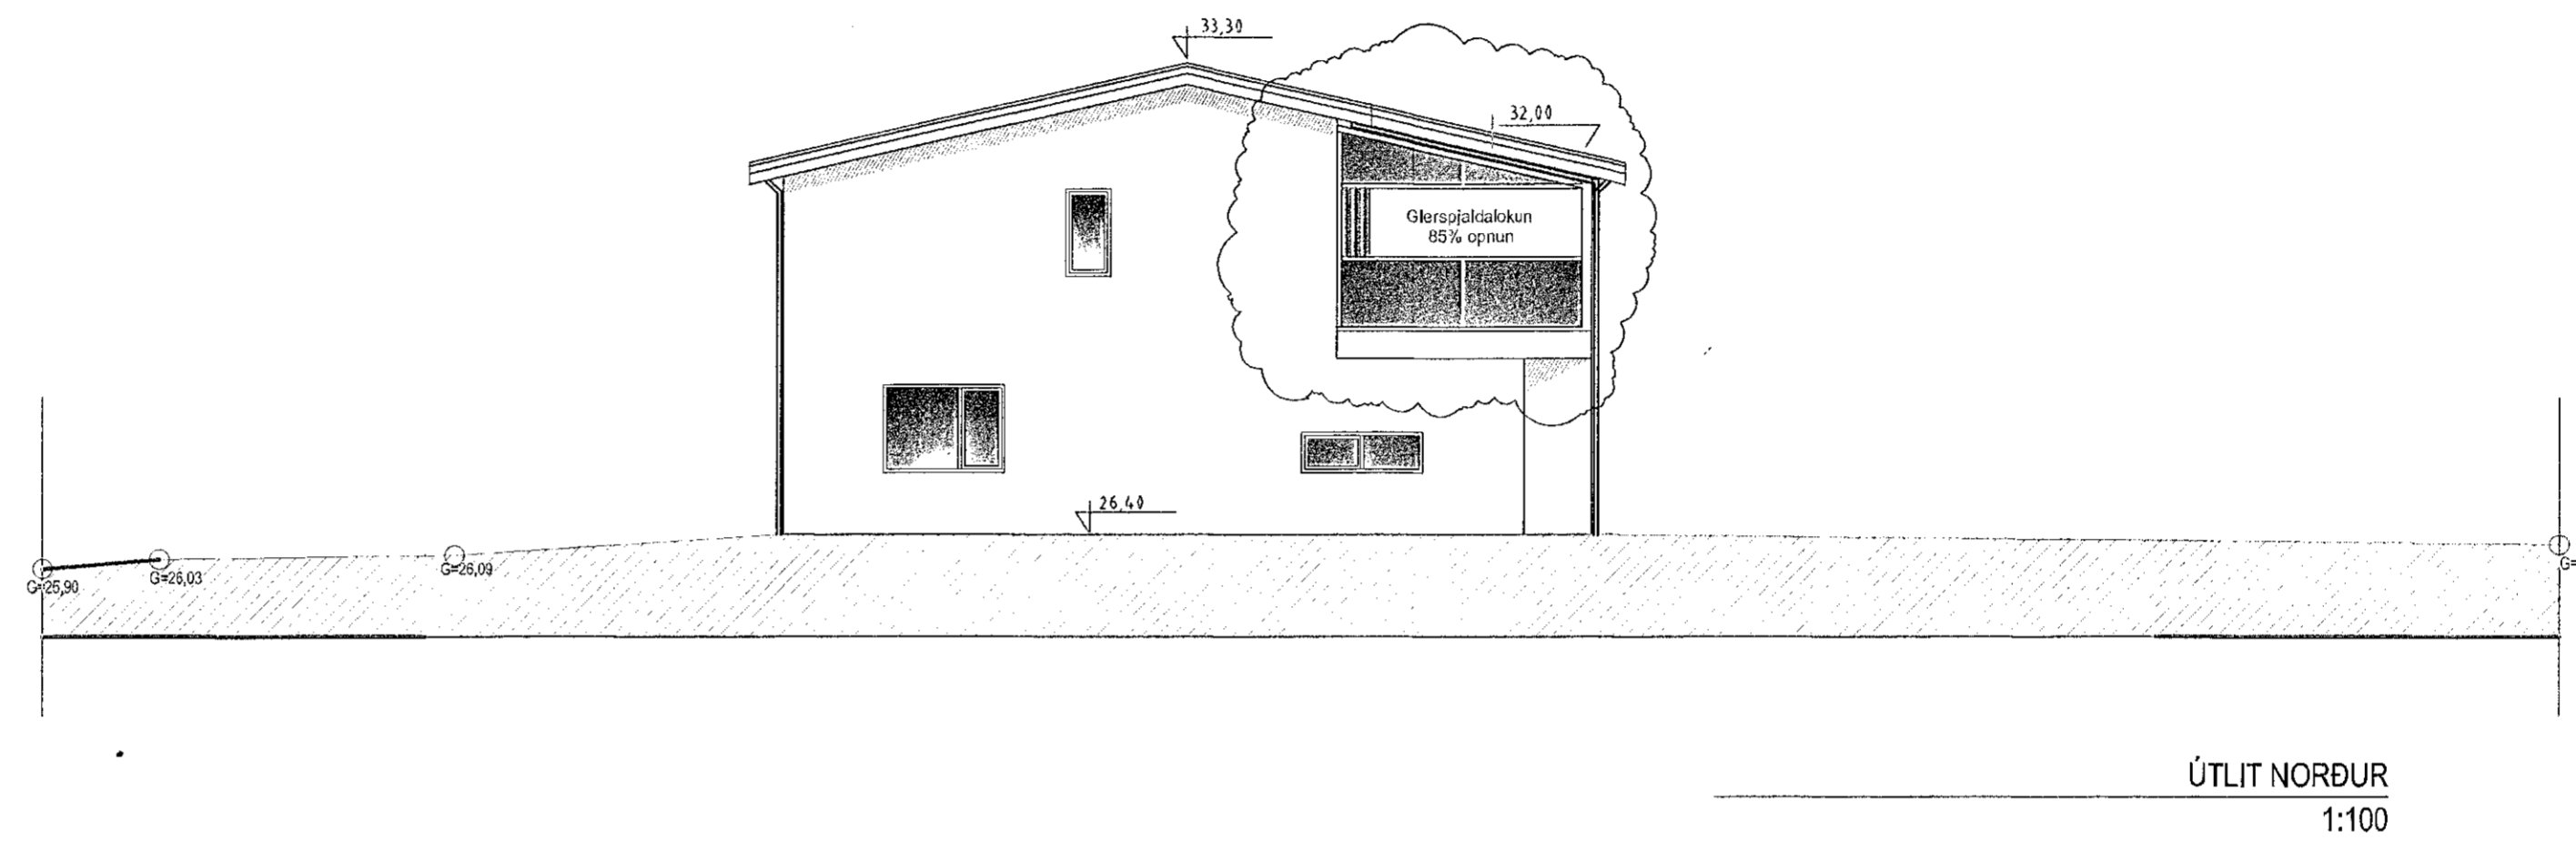 33,30
32,00
Glerspjaldalokun
85% opnun
26,40
G=25,90
G=26,03
G=26,09
G=
ÚTLIT NORÐUR
1:100